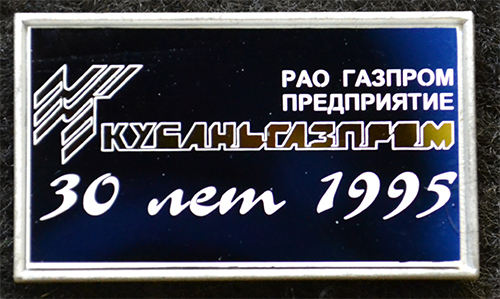 РАО ГАЗПРОМ
ПРЕДПРИЯТИЕ
КУБАНЬГАЗПРОМ
30 лет 1995